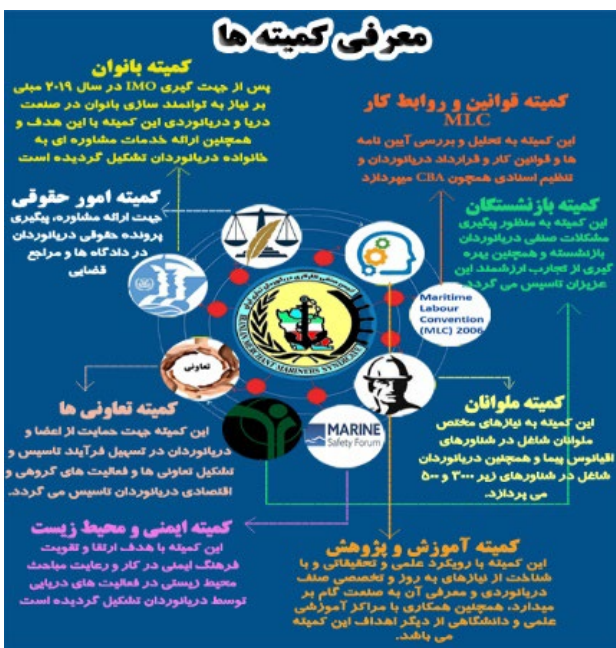 معرفی کمیته ها
کمیته بانوان
پس از جهت گیری IMO در سال ۲۰۱۹ مبنی
بر نیاز به توانمند سازی بانوان در صنعت
دریا و دریانوردی این کمیته با این هدف و
همچنین ارائه خدمات مشاوره ای به
خانواده دریانوردان تشکیل گردیده است
کمیته قوانین و روابط کار
MLC
این کمیته به تحلیل و بررسی آیین نامه
ها و قوانین کار و قرارداد دریانوردان و
تنظیم اسنادی همچون CBA میپردازد
کمیته امور حقوقی
جهت ارائه مشاوره، پیگیری
پرونده حقوقی دریانوردان
در دادگاه ها و مراجع
قضایی
کمیته بازنشستگان
این کمیته به منظور پیگیری
مشکلات صنفی دریانوردان
بازنشسته و همچنین بهره
گیری از تجارب ارزشمند این
عزیزان تاسیس می گردد.
Maritime
Labour
Convention
(MLC) 2006
IRANIAN MERCHANT MARINERS SYNDICATE
تعاونی
MARINE
Safety Forum
کمیته تعاونی ها
این کمیته جهت حمایت از اعضا و
دریانوردان در تسهیل فرآیند تاسیس و
تشکیل تعاونی ها و فعالیت های گروهی و
اقتصادی دریانوردان تاسیس می گردد.
کمیته ملوانان
این کمیته به نیازهای مختص
ملوانان شاغل در شناورهای
اقیانوس پیما و همچنین دریانوردان
شاغل در شناورهای زیر ۳۰۰۰ و ۵۰۰
می پردازد.
کمیته ایمنی و محیط زیست
این کمیته با هدف ارتقا و تقویت
فرهنگ ایمنی در کار و رعایت مباحث
محیط زیستی در فعالیت های دریایی
توسط دریانوردان تشکیل گردیده است
کمیته آموزش و پژوهش
این کمیته با رویکرد علمی و تحقیقاتی و با
شناخت از نیازهای به روز و تخصصی صنف
دریانوردی و معرفی آن به صنعت گام بر
میدارد، همچنین همکاری با مراکز آموزشی
علمی و دانشگاهی از دیگر اهداف این کمیته
می باشد.